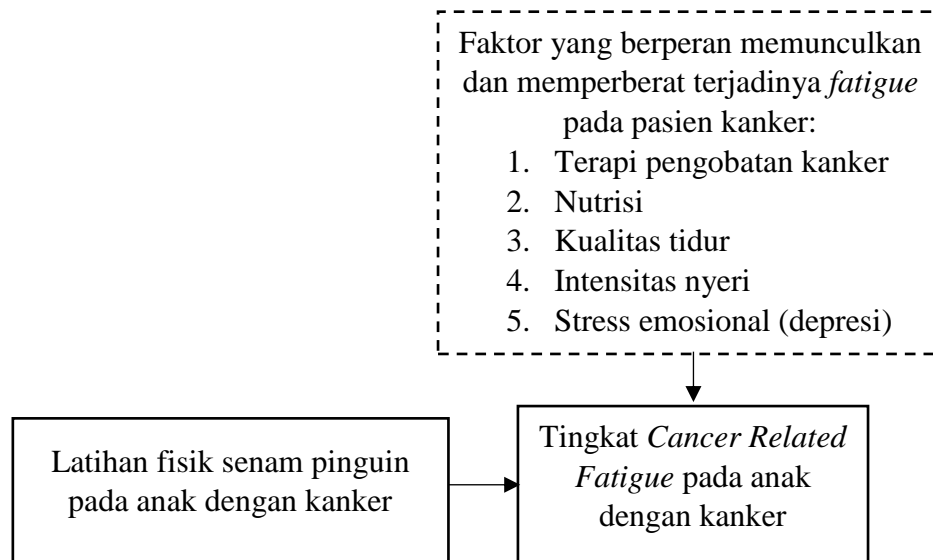 Faktor yang berperan memunculkan
dan memperberat terjadinya fatigue
pada pasien kanker:
1. Terapi pengobatan kanker
2. Nutrisi
3. Kualitas tidur
4. Intensitas nyeri
5. Stress emosional (depresi)
Latihan fisik senam pinguin
pada anak dengan kanker
Tingkat Cancer Related
Fatigue pada anak
dengan kanker